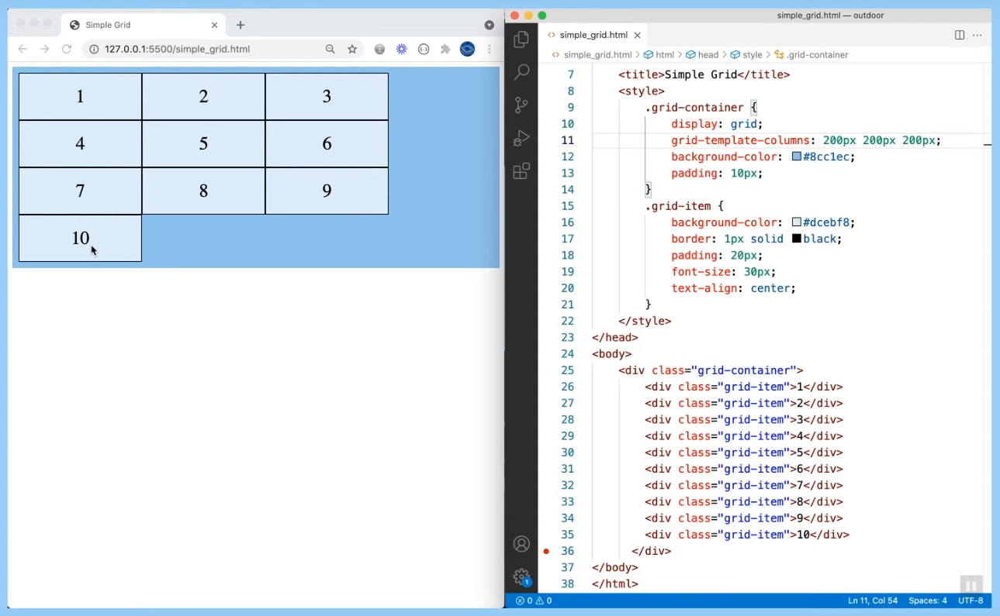 Simple Grid
127.0.0.1:5500/simple_grid.html
1 2 3
4 5 6
7 8 9
10
simple_grid.html — outdoor
simple_grid.html
simple_grid.html > html > head > style > .grid-container
7 <title>Simple Grid</title>
8 <style>
9 .grid-container {
10 display: grid;
11 grid-template-columns: 200px 200px 200px;
12 background-color: #8cc1ec;
13 padding: 10px;
14 }
15 .grid-item {
16 background-color: #dcebf8;
17 border: 1px solid black;
18 padding: 20px;
19 font-size: 30px;
20 text-align: center;
21 }
22 </style>
23 </head>
24 <body>
25 <div class="grid-container">
26 <div class="grid-item">1</div>
27 <div class="grid-item">2</div>
28 <div class="grid-item">3</div>
29 <div class="grid-item">4</div>
30 <div class="grid-item">5</div>
31 <div class="grid-item">6</div>
32 <div class="grid-item">7</div>
33 <div class="grid-item">8</div>
34 <div class="grid-item">9</div>
35 <div class="grid-item">10</div>
36 </div>
37 </body>
38 </html>
1
0 0 Ln 11, Col 54 Spaces: 4 UTF-8